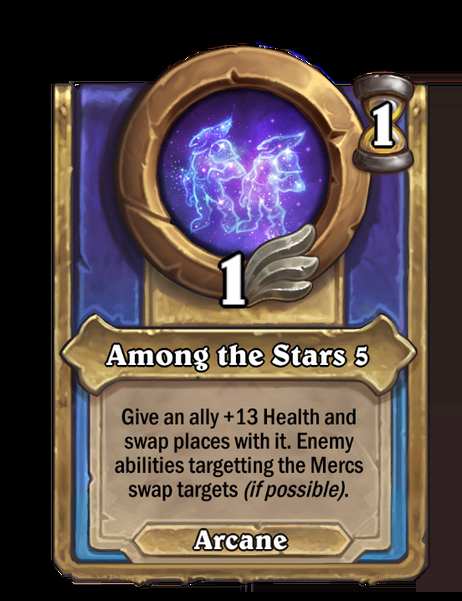 1
1
Among the Stars 5
Give an ally +13 Health and
swap places with it. Enemy
abilities targetting the Mercs
swap targets (if possible).
Arcane